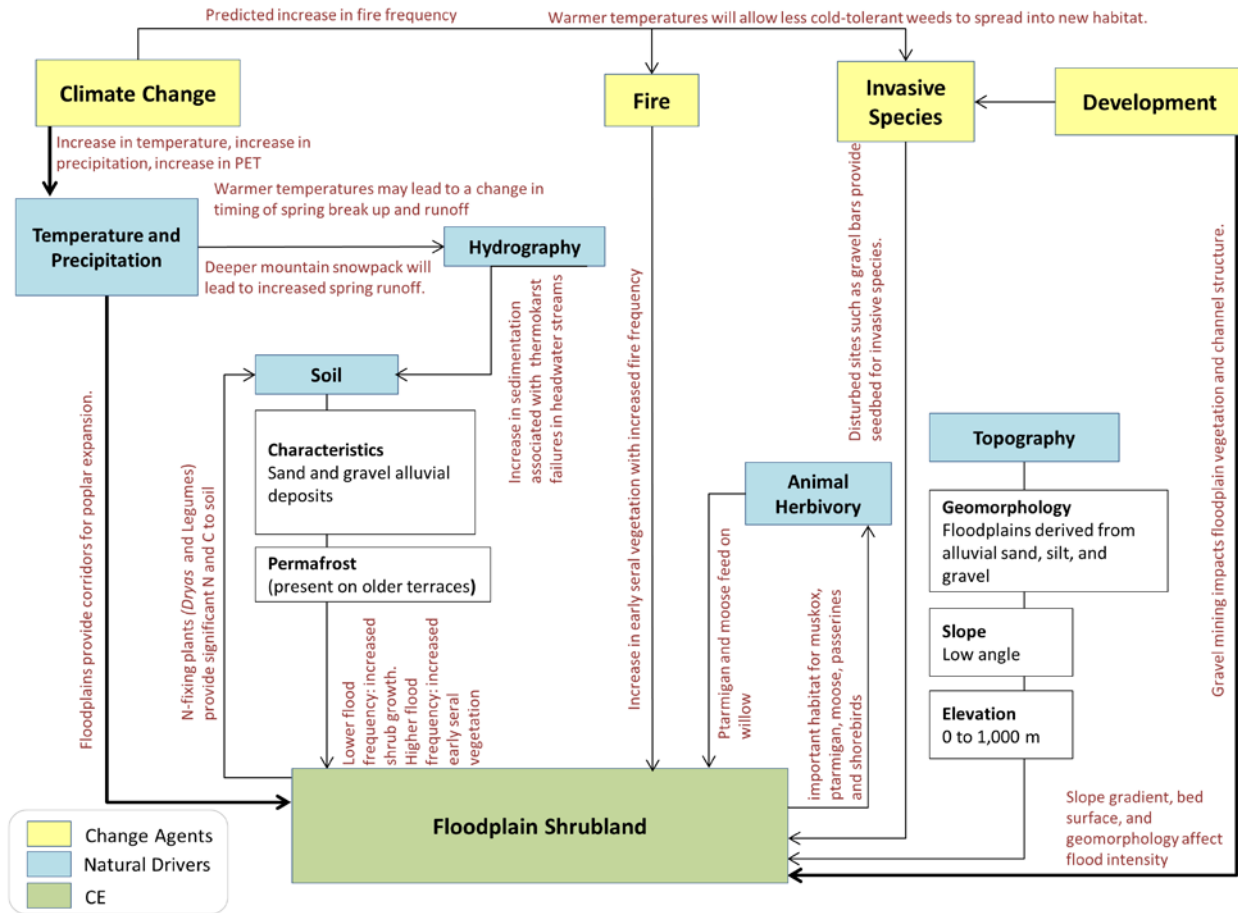 Predicted increase in fire frequency
Warmer temperatures will allow less cold-tolerant weeds to spread into new habitat.
Climate Change
Fire
Invasive
Species
Development
Increase in temperature, increase in
precipitation, increase in PET
Warmer temperatures may lead to a change in
timing of spring break up and runoff
Temperature and
Precipitation
Hydrography
Deeper mountain snowpack will
lead to increased spring runoff.
Increase in sedimentation
associated with thermokarst
failures in headwater streams
Soil
Characteristics
Sand and gravel alluvial
deposits
Permafrost
(present on older terraces)
Floodplains provide corridors for poplar expansion.
N-fixing plants (Dryas and Legumes)
provide significant N and C to soil
Lower flood
frequency: increased
shrub growth.
Higher flood
frequency: increased
early seral
vegetation
Increase in early seral vegetation with increased fire frequency
Disturbed sites such as gravel bars provide
seedbed for invasive species.
Animal
Herbivory
Ptarmigan and moose feed on
willow
important habitat for muskox,
ptarmigan, moose, passerines
and shorebirds
Topography
Geomorphology
Floodplains derived from
alluvial sand, silt, and
gravel
Slope
Low angle
Elevation
0 to 1,000 m
Gravel mining impacts floodplain vegetation and channel structure.
Slope gradient, bed
surface, and
geomorphology affect
flood intensity
Floodplain Shrubland
Change Agents
Natural Drivers
CE